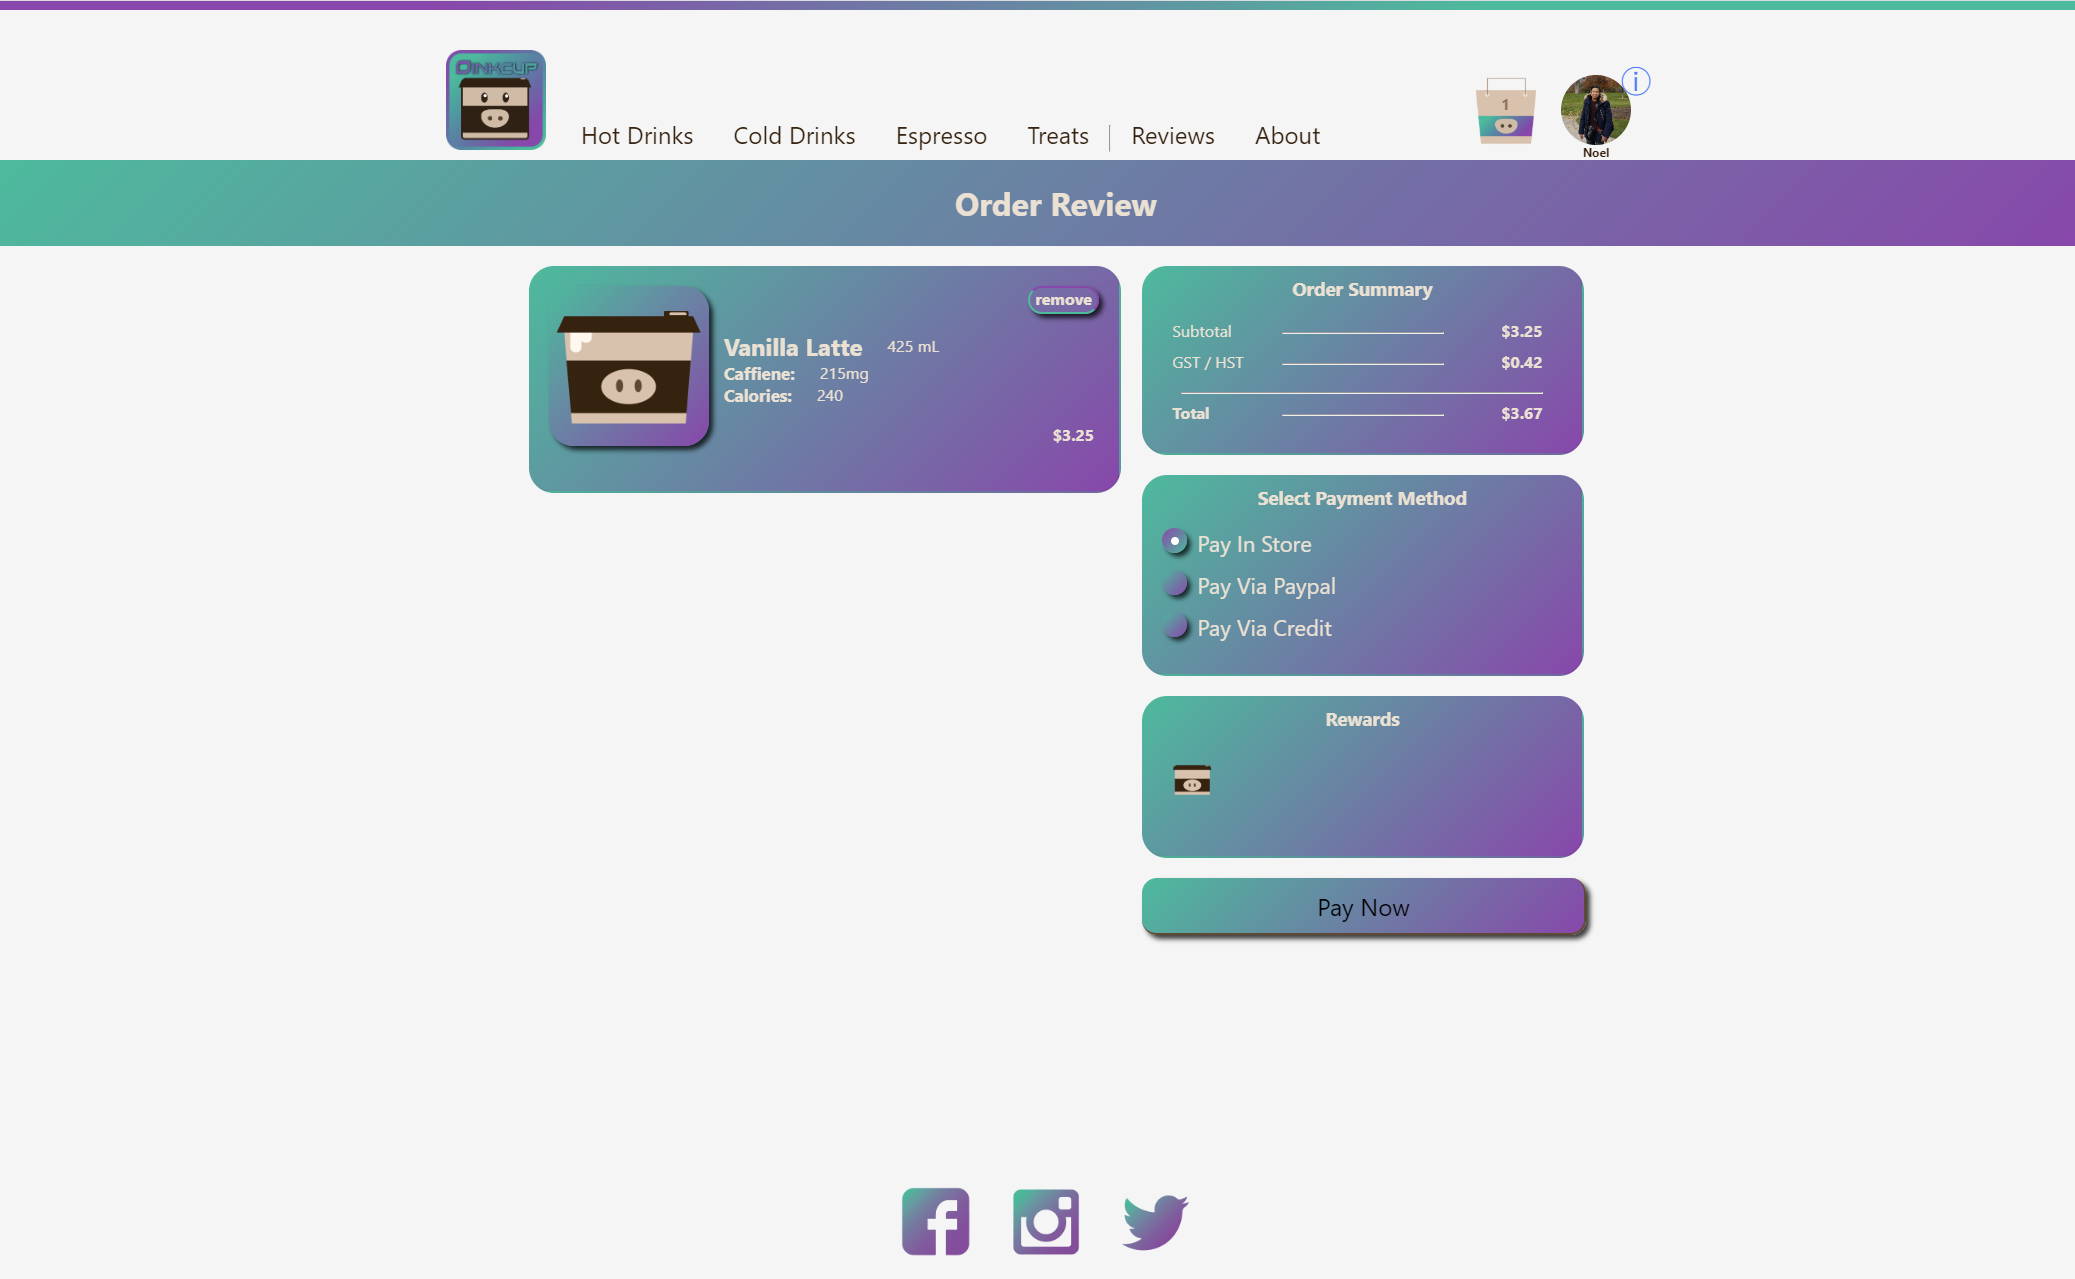 OINKCUP
Hot Drinks Cold Drinks Espresso Treats Reviews About
1
i
Noel
Order Review
remove
Vanilla Latte 425 mL
Caffiene: 215mg
Calories: 240
$3.25
Order Summary
Subtotal $3.25
GST / HST $0.42
Total $3.67
Select Payment Method
Pay In Store
Pay Via Paypal
Pay Via Credit
Rewards
Pay Now